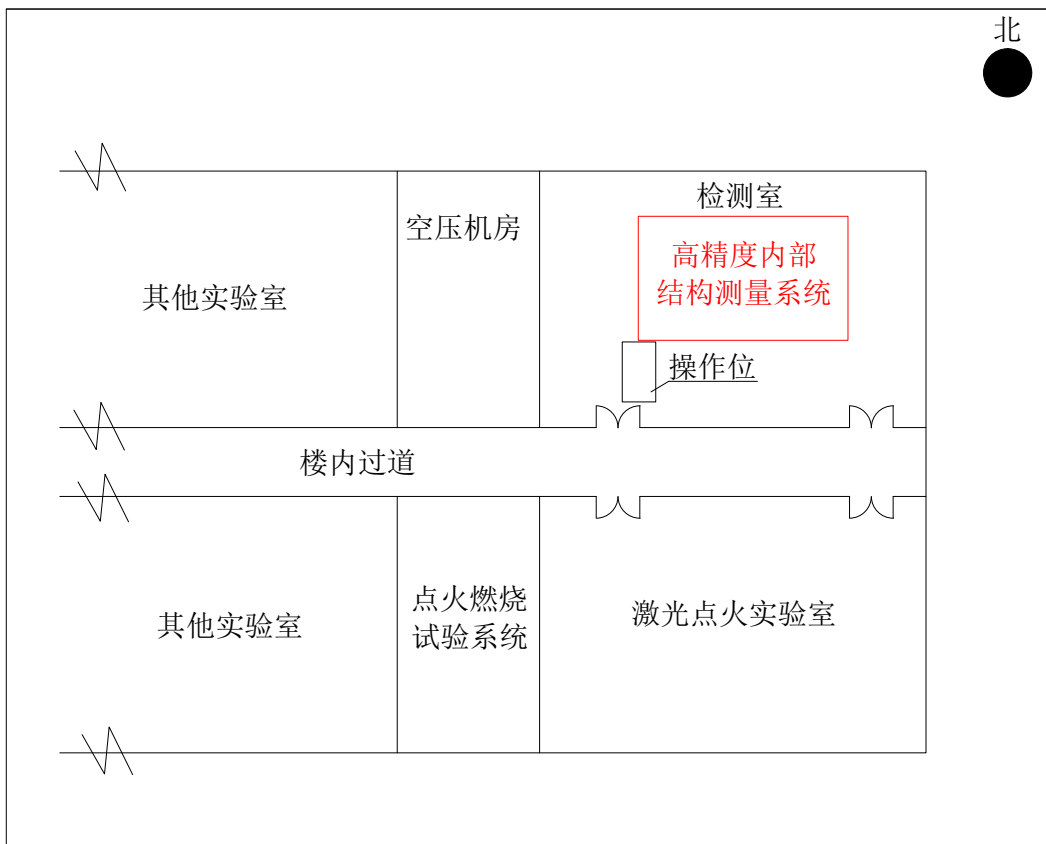 北
检测室
空压机房
高精度内部
结构测量系统
其他实验室
操作位
楼内过道
点火燃烧
试验系统
其他实验室
激光点火实验室